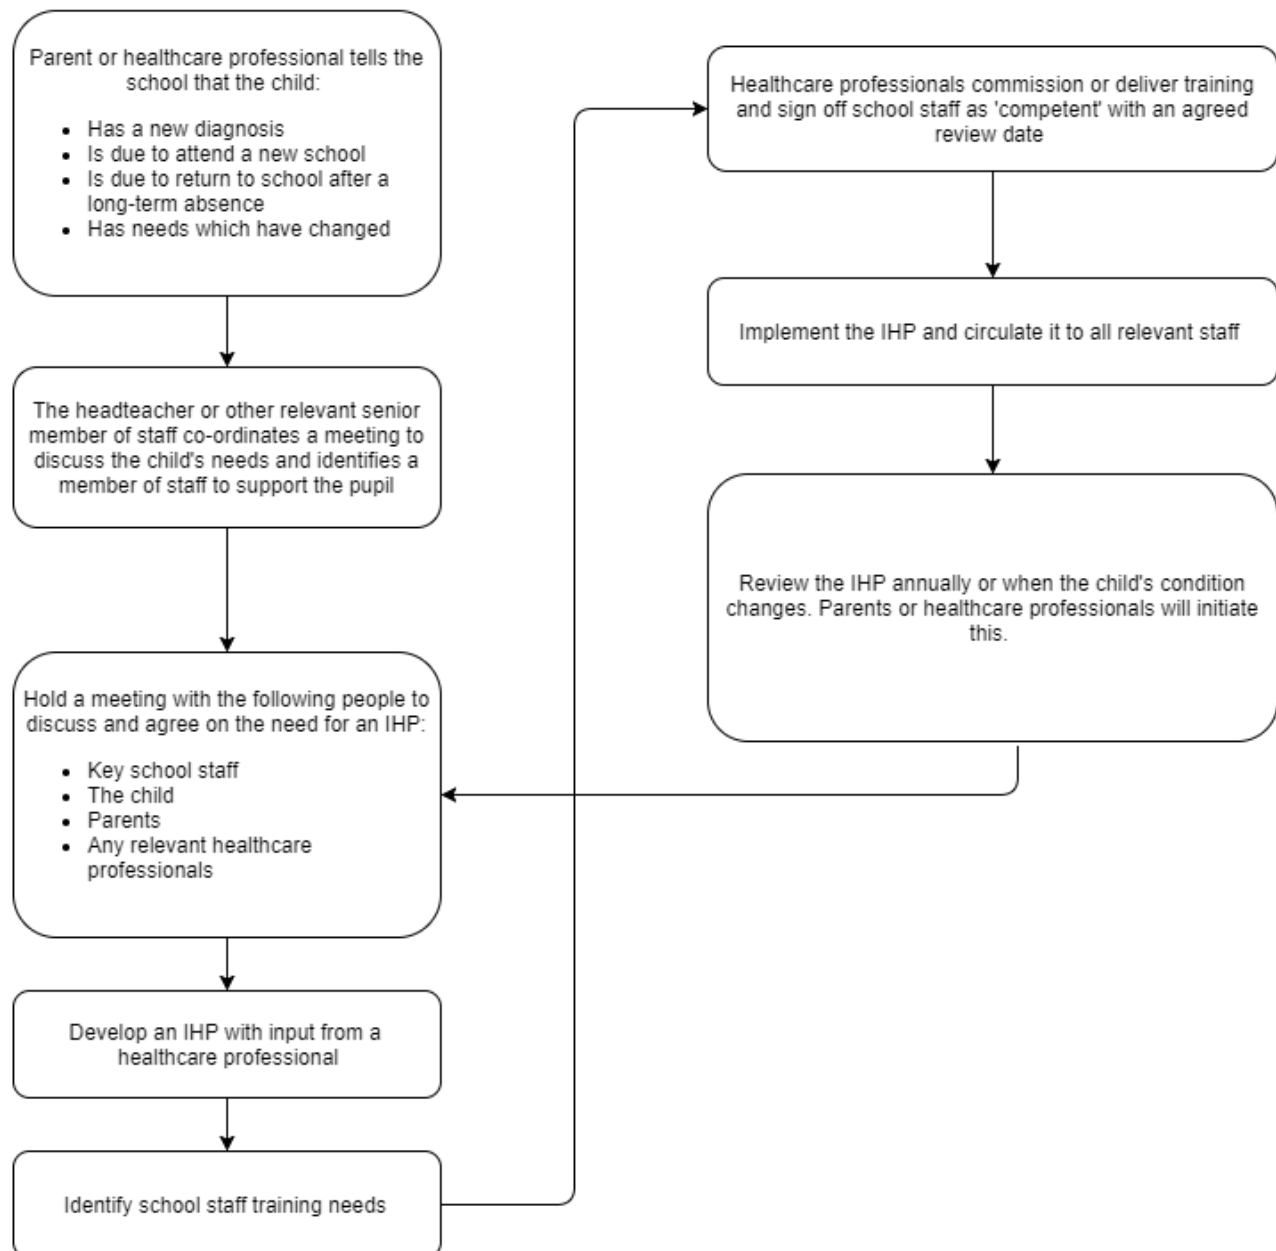 Parent or healthcare professional tells the
school that the child:
• Has a new diagnosis
• Is due to attend a new school
• Is due to return to school after a
long-term absence
• Has needs which have changed
The headteacher or other relevant senior
member of staff co-ordinates a meeting to
discuss the child's needs and identifies a
member of staff to support the pupil
Hold a meeting with the following people to
discuss and agree on the need for an IHP:
• Key school staff
• The child
• Parents
• Any relevant healthcare
professionals
Develop an IHP with input from a
healthcare professional
Identify school staff training needs
Healthcare professionals commission or deliver training
and sign off school staff as 'competent' with an agreed
review date
Implement the IHP and circulate it to all relevant staff
Review the IHP annually or when the child's condition
changes. Parents or healthcare professionals will initiate
this.